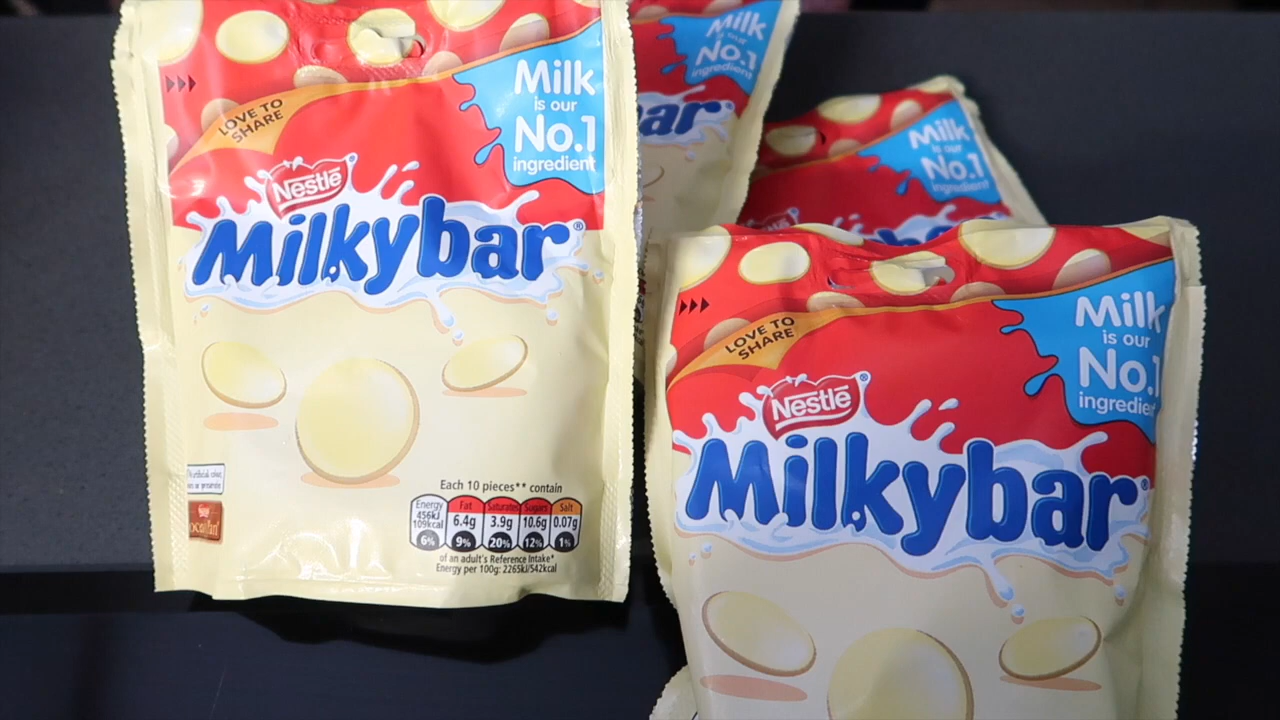 LOVE TO
SHARE
Milk
is our
No.1
ingredient
Nestlé
Milkybar®
Each 10 pieces** contain
Energy
456kJ
109kcal
6%
Fat
6.4g
9%
Saturates
3.9g
20%
Sugars
10.6g
12%
Salt
0.07g
1%
of an adult's Reference Intake*
Energy per 100g: 2265kJ/542kcal
Milk
No.1
ingredient
bar
Milk
is our
No.1
ingredient
LOVE TO
SHARE
Milk
is our
No.1
ingredie
Nestlé
Milkybar®